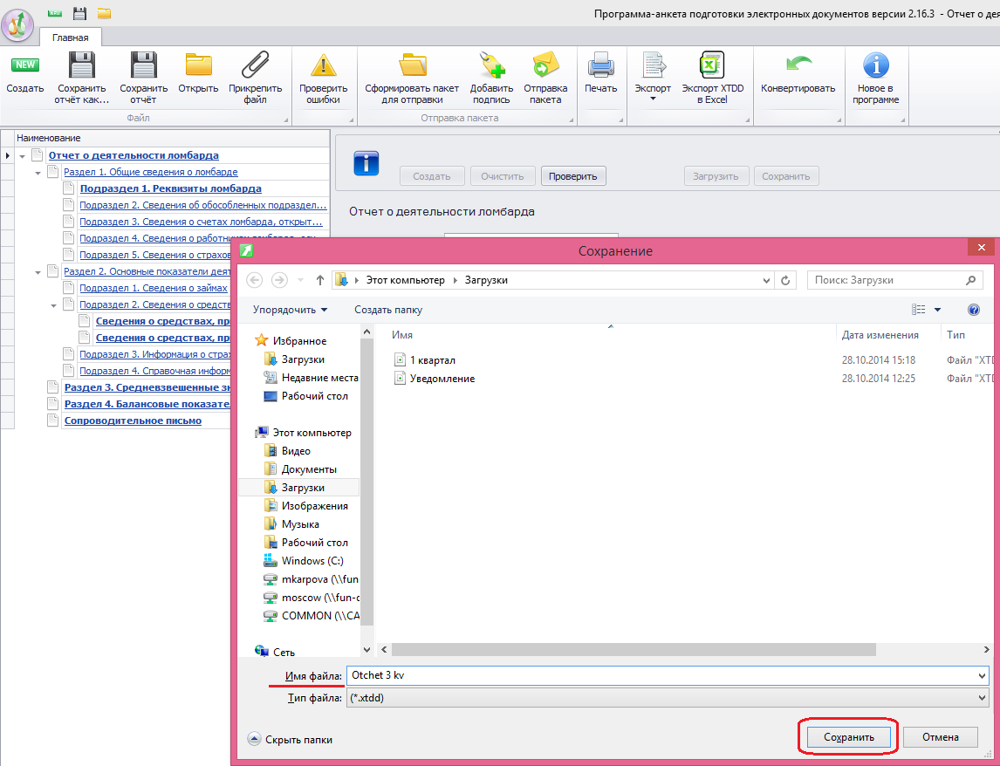 NEW
Программа-анкета подготовки электронных документов версии 2.16.3 - Отчет о де
Главная
NEW
Создать
Сохранить отчёт как...
Сохранить отчёт
Открыть
Прикрепить файл
Проверить ошибки
Сформировать пакет для отправки
Добавить подпись
Отправка пакета
Печать
Экспорт
Экспорт XTDD в Excel
Конвертировать
Новое в программе
Файл
Отправка пакета
Наименование
Отчет о деятельности ломбарда
Раздел 1. Общие сведения о ломбарде
Подраздел 1. Реквизиты ломбарда
Подраздел 2. Сведения об обособленных подраздел...
Подраздел 3. Сведения о счетах ломбарда, открыт...
Подраздел 4. Сведения о работни
Подраздел 5. Сведения о страхов
Раздел 2. Основные показатели деят
Подраздел 1. Сведения о займах
Подраздел 2. Сведения о средств
Сведения о средствах, при
Сведения о средствах, при
Подраздел 3. Информация о страх
Подраздел 4. Справочная информ
Раздел 3. Средневзвешенные зн
Раздел 4. Балансовые показате
Сопроводительное письмо
Создать
Очистить
Проверить
Загрузить
Сохранить
Отчет о деятельности ломбарда
Сохранение
Этот компьютер
Загрузки
Поиск: Загрузки
Упорядочить
Создать папку
Избранное
Загрузки
Недавние места
Рабочий стол
Этот компьютер
Видео
Документы
Загрузки
Изображения
Музыка
Рабочий стол
Windows (C:)
mkarpova (\\fun
moscow (\\fun-c
COMMON (\\CA
Сеть
Имя
Дата изменения
Тип
1 квартал
28.10.2014 15:18
Файл "XTD
Уведомление
28.10.2014 12:25
Файл "XTD
Имя файла:
Otchet 3 kv
Тип файла:
(*.xtdd)
Скрыть папки
Сохранить
Отмена